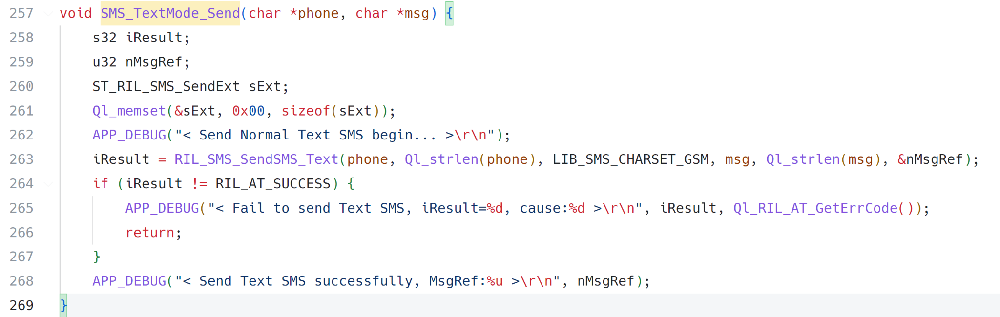 257 void SMS_TextMode_Send(char *phone, char *msg) {
258     s32 iResult;
259     u32 nMsgRef;
260     ST_RIL_SMS_SendExt sExt;
261     Ql_memset(&sExt, 0x00, sizeof(sExt));
262     APP_DEBUG("< Send Normal Text SMS begin... >\r\n");
263     iResult = RIL_SMS_SendSMS_Text(phone, Ql_strlen(phone), LIB_SMS_CHARSET_GSM, msg, Ql_strlen(msg), &nMsgRef);
264     if (iResult != RIL_AT_SUCCESS) {
265         APP_DEBUG("< Fail to send Text SMS, iResult=%d, cause:%d >\r\n", iResult, Ql_RIL_AT_GetErrCode());
266         return;
267     }
268     APP_DEBUG("< Send Text SMS successfully, MsgRef:%u >\r\n", nMsgRef);
269 }